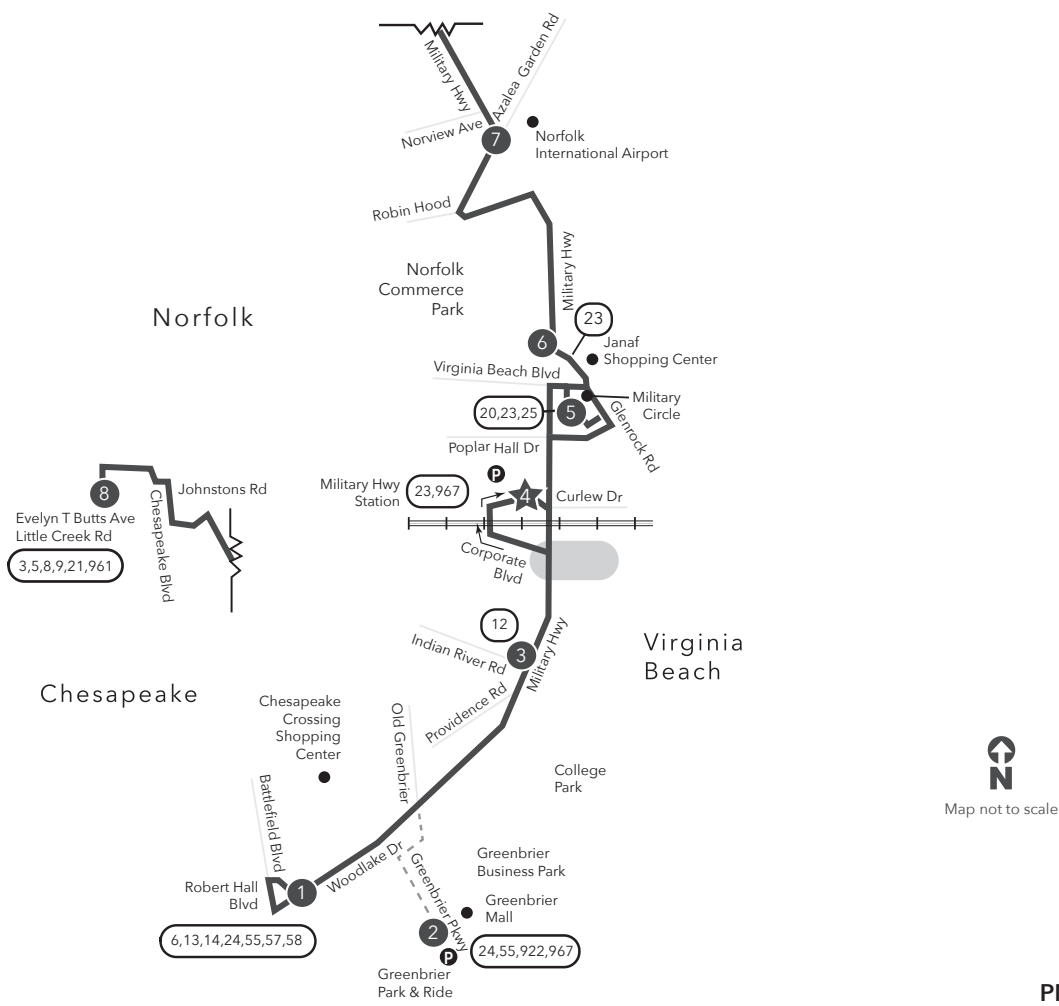 Military Hwy
Azalea Garden Rd
Norview Ave
7
Norfolk
International Airport
Robin Hood
Military Hwy
Norfolk
Commerce
Park
Norfolk
23
6
Janaf
Shopping Center
Virginia Beach Blvd
Military
Circle
20,23,25
5
Glenrock Rd
Poplar Hall Dr
P
Military Hwy
Station
23,967
4
Curlew Dr
8
Johnstons Rd
Evelyn T Butts Ave
Little Creek Rd
3,5,8,9,21,961
Chesapeake Blvd
Corporate
Blvd
12
3
Indian River Rd
Military Hwy
Virginia
Beach
Chesapeake
Providence Rd
Chesapeake
Crossing
Shopping
Center
Old Greenbrier
College
Park
N
Map not to scale
Battlefield Blvd
Woodlake Dr
Greenbrier Pkwy
Greenbrier
Business Park
Robert Hall
Blvd
1
Greenbrier
Mall
2
6,13,14,24,55,57,58
P
24,55,922,967
Greenbrier
Park & Ride